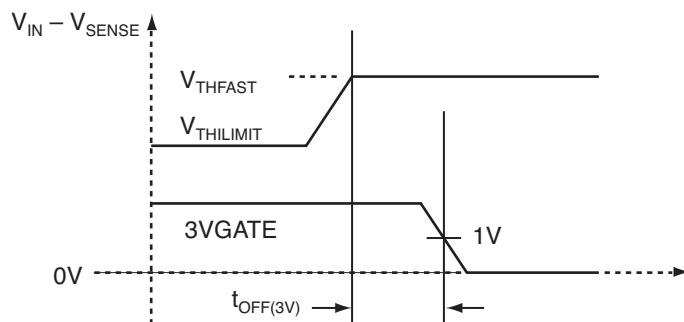 V_IN – V_SENSE
V_THFAST
V_THILIMIT
3VGATE
1V
0V
t_OFF(3V)